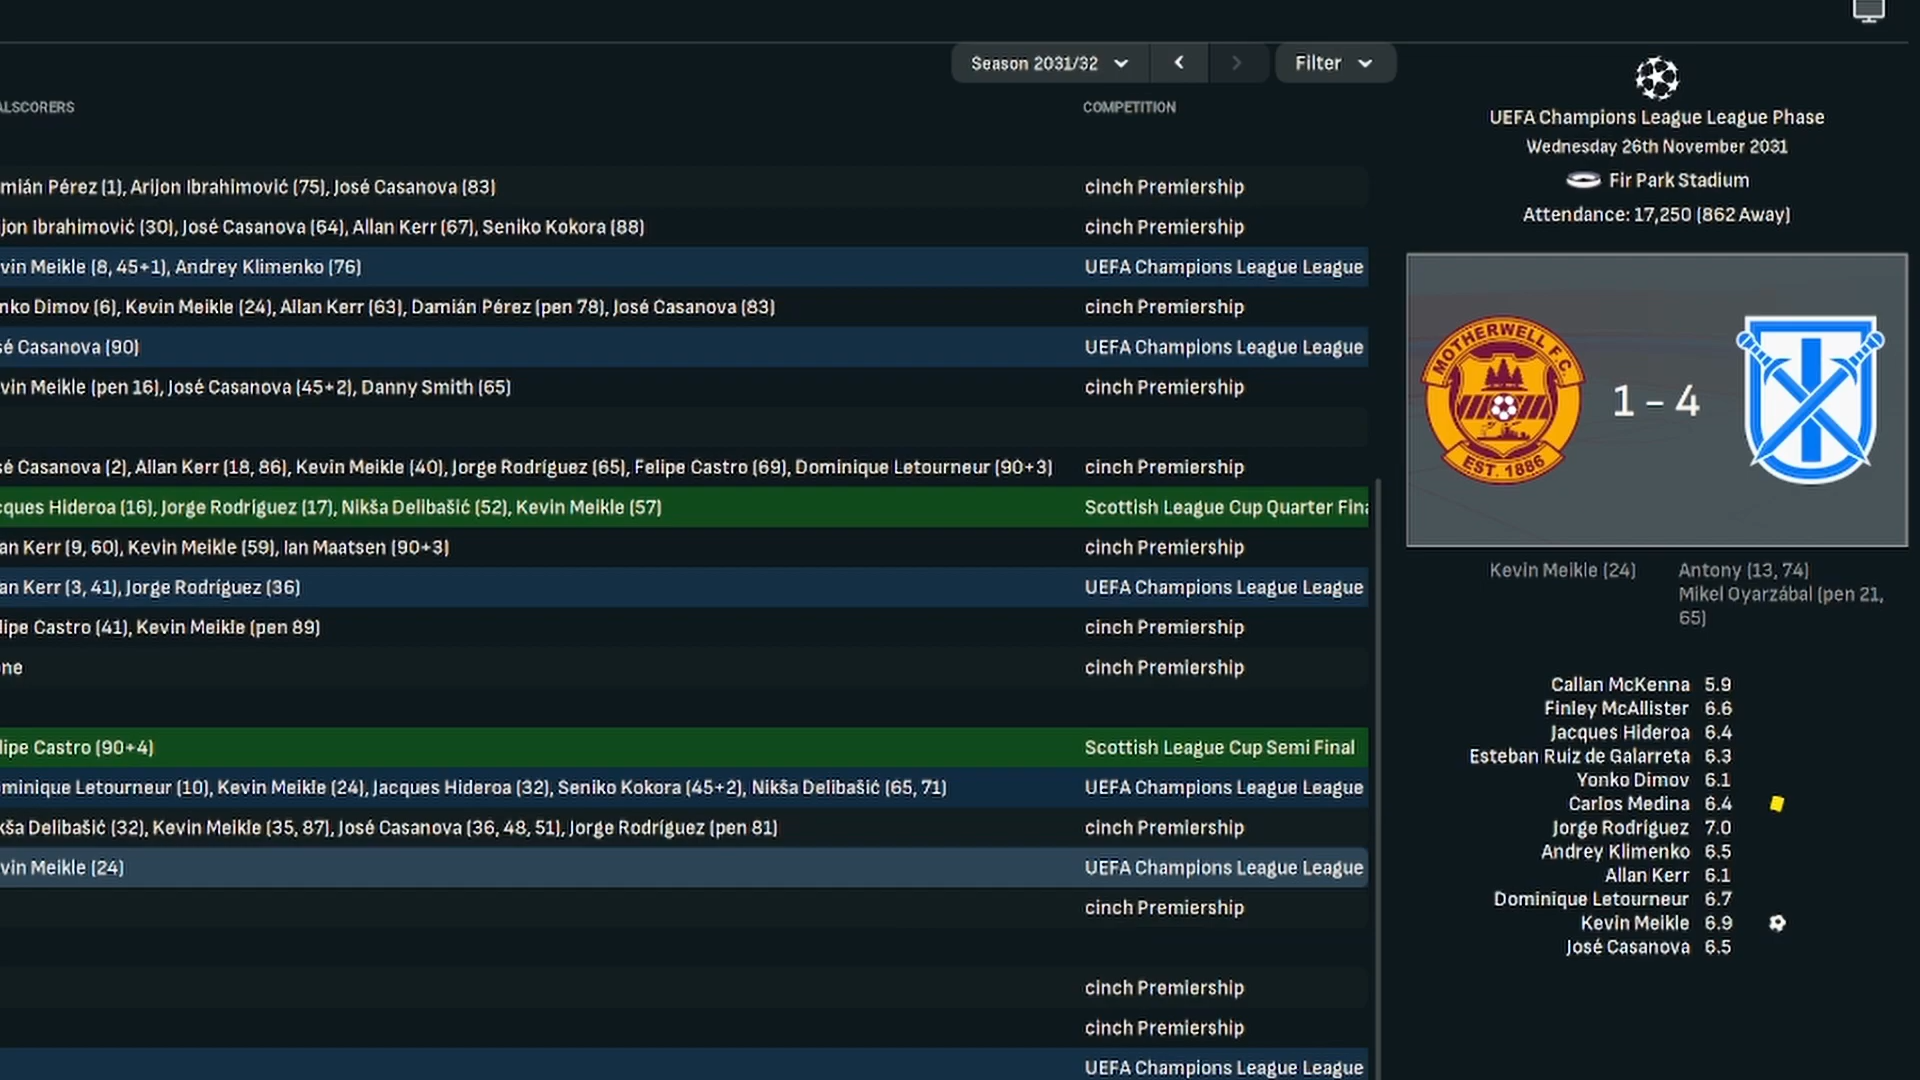 Season 2031/32
Filter
ALSCORERS COMPETITION
mián Pérez (1), Arijon Ibrahimović (75), José Casanova (83) cinch Premiership
jon Ibrahimović (30), José Casanova (64), Allan Kerr (67), Seniko Kokora (88) cinch Premiership
vin Meikle (8, 45+1), Andrey Klimenko (76) UEFA Champions League League
nko Dimov (6), Kevin Meikle (24), Allan Kerr (63), Damián Pérez (pen 78), José Casanova (83) cinch Premiership
sé Casanova (90) UEFA Champions League League
vin Meikle (pen 16), José Casanova (45+2), Danny Smith (65) cinch Premiership
sé Casanova (2), Allan Kerr (18, 86), Kevin Meikle (40), Jorge Rodríguez (65), Felipe Castro (69), Dominique Letourneur (90+3) cinch Premiership
cques Hideroa (16), Jorge Rodríguez (17), Nikša Delibašić (52), Kevin Meikle (57) Scottish League Cup Quarter Fina
an Kerr (9, 60), Kevin Meikle (59), Ian Maatsen (90+3) cinch Premiership
an Kerr (3, 41), Jorge Rodríguez (36) UEFA Champions League League
lipe Castro (41), Kevin Meikle (pen 89) cinch Premiership
ne cinch Premiership
lipe Castro (90+4) Scottish League Cup Semi Final
minique Letourneur (10), Kevin Meikle (24), Jacques Hideroa (32), Seniko Kokora (45+2), Nikša Delibašić (65, 71) UEFA Champions League League
kša Delibašić (32), Kevin Meikle (35, 87), José Casanova (36, 48, 51), Jorge Rodríguez (pen 81) cinch Premiership
vin Meikle (24) UEFA Champions League League
cinch Premiership
cinch Premiership
cinch Premiership
UEFA Champions League League
UEFA Champions League League Phase
Wednesday 26th November 2031
Fir Park Stadium
Attendance: 17,250 (862 Away)
MOTHERWELL F.C.
EST. 1886
1 - 4
Kevin Meikle (24)
Antony (13, 74)
Mikel Oyarzábal (pen 21,
65)
Callan McKenna 5.9
Finley McAllister 6.6
Jacques Hideroa 6.4
Esteban Ruiz de Galarreta 6.3
Yonko Dimov 6.1
Carlos Medina 6.4
Jorge Rodríguez 7.0
Andrey Klimenko 6.5
Allan Kerr 6.1
Dominique Letourneur 6.7
Kevin Meikle 6.9
José Casanova 6.5